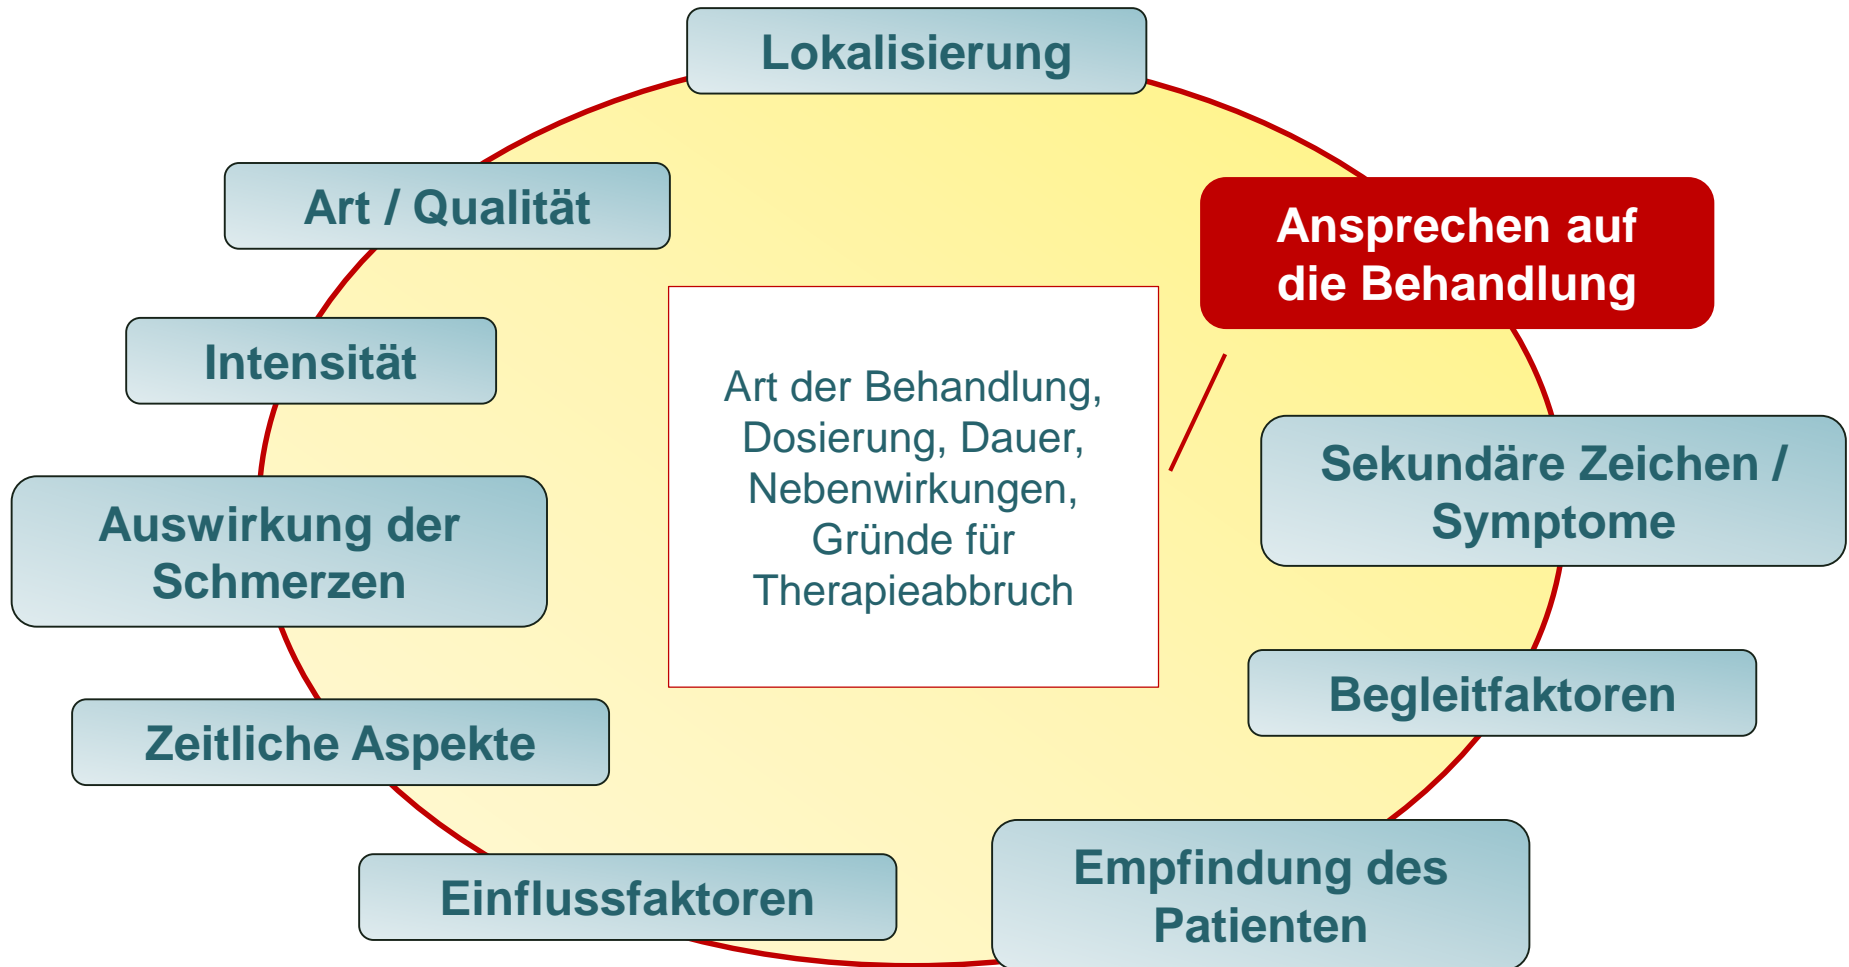 Lokalisierung
Art / Qualität
Ansprechen auf
die Behandlung
Intensität
Art der Behandlung,
Dosierung, Dauer,
Nebenwirkungen,
Gründe für
Therapieabbruch
Sekundäre Zeichen /
Symptome
Auswirkung der
Schmerzen
Begleitfaktoren
Zeitliche Aspekte
Einflussfaktoren
Empfindung des
Patienten